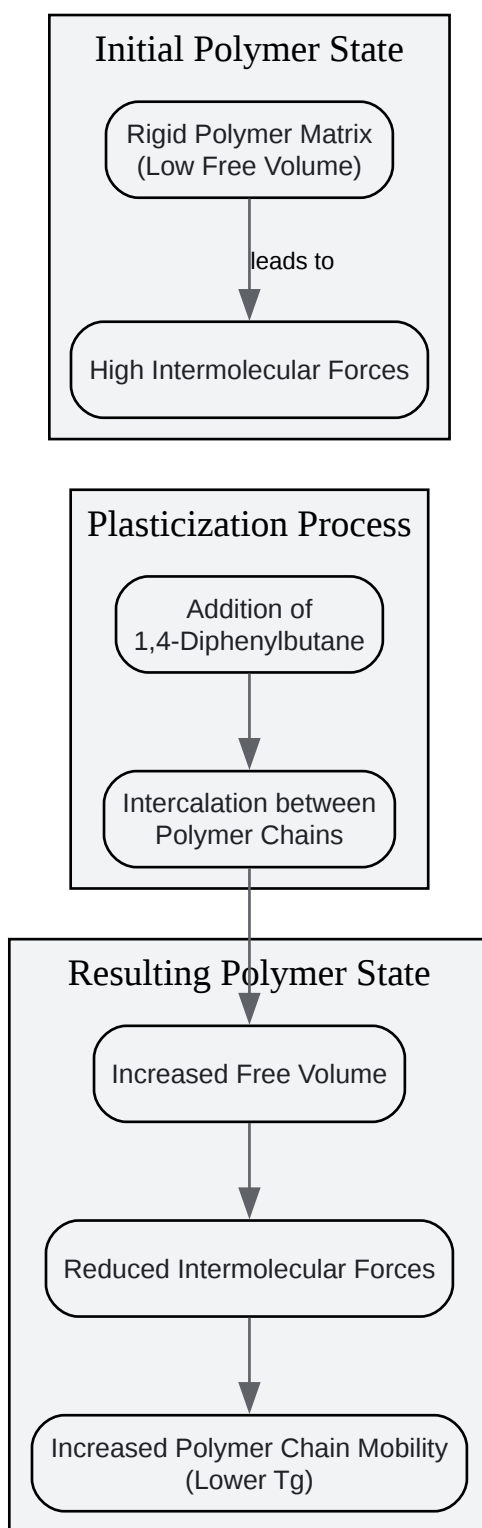 Initial Polymer State
Rigid Polymer Matrix
(Low Free Volume)
leads to
High Intermolecular Forces
Plasticization Process
Addition of
1,4-Diphenylbutane
Intercalation between
Polymer Chains
Resulting Polymer State
Increased Free Volume
Reduced Intermolecular Forces
Increased Polymer Chain Mobility
(Lower Tg)